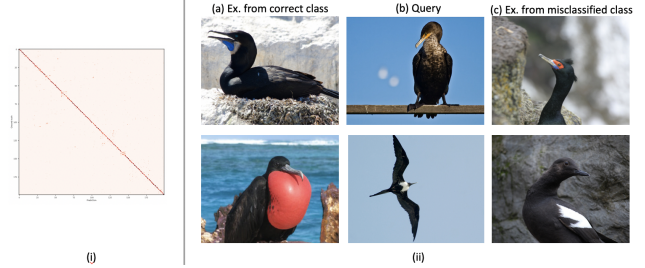 (a) Ex. from correct class
(b) Query
(c) Ex. from misclassified class
(i)
(ii)